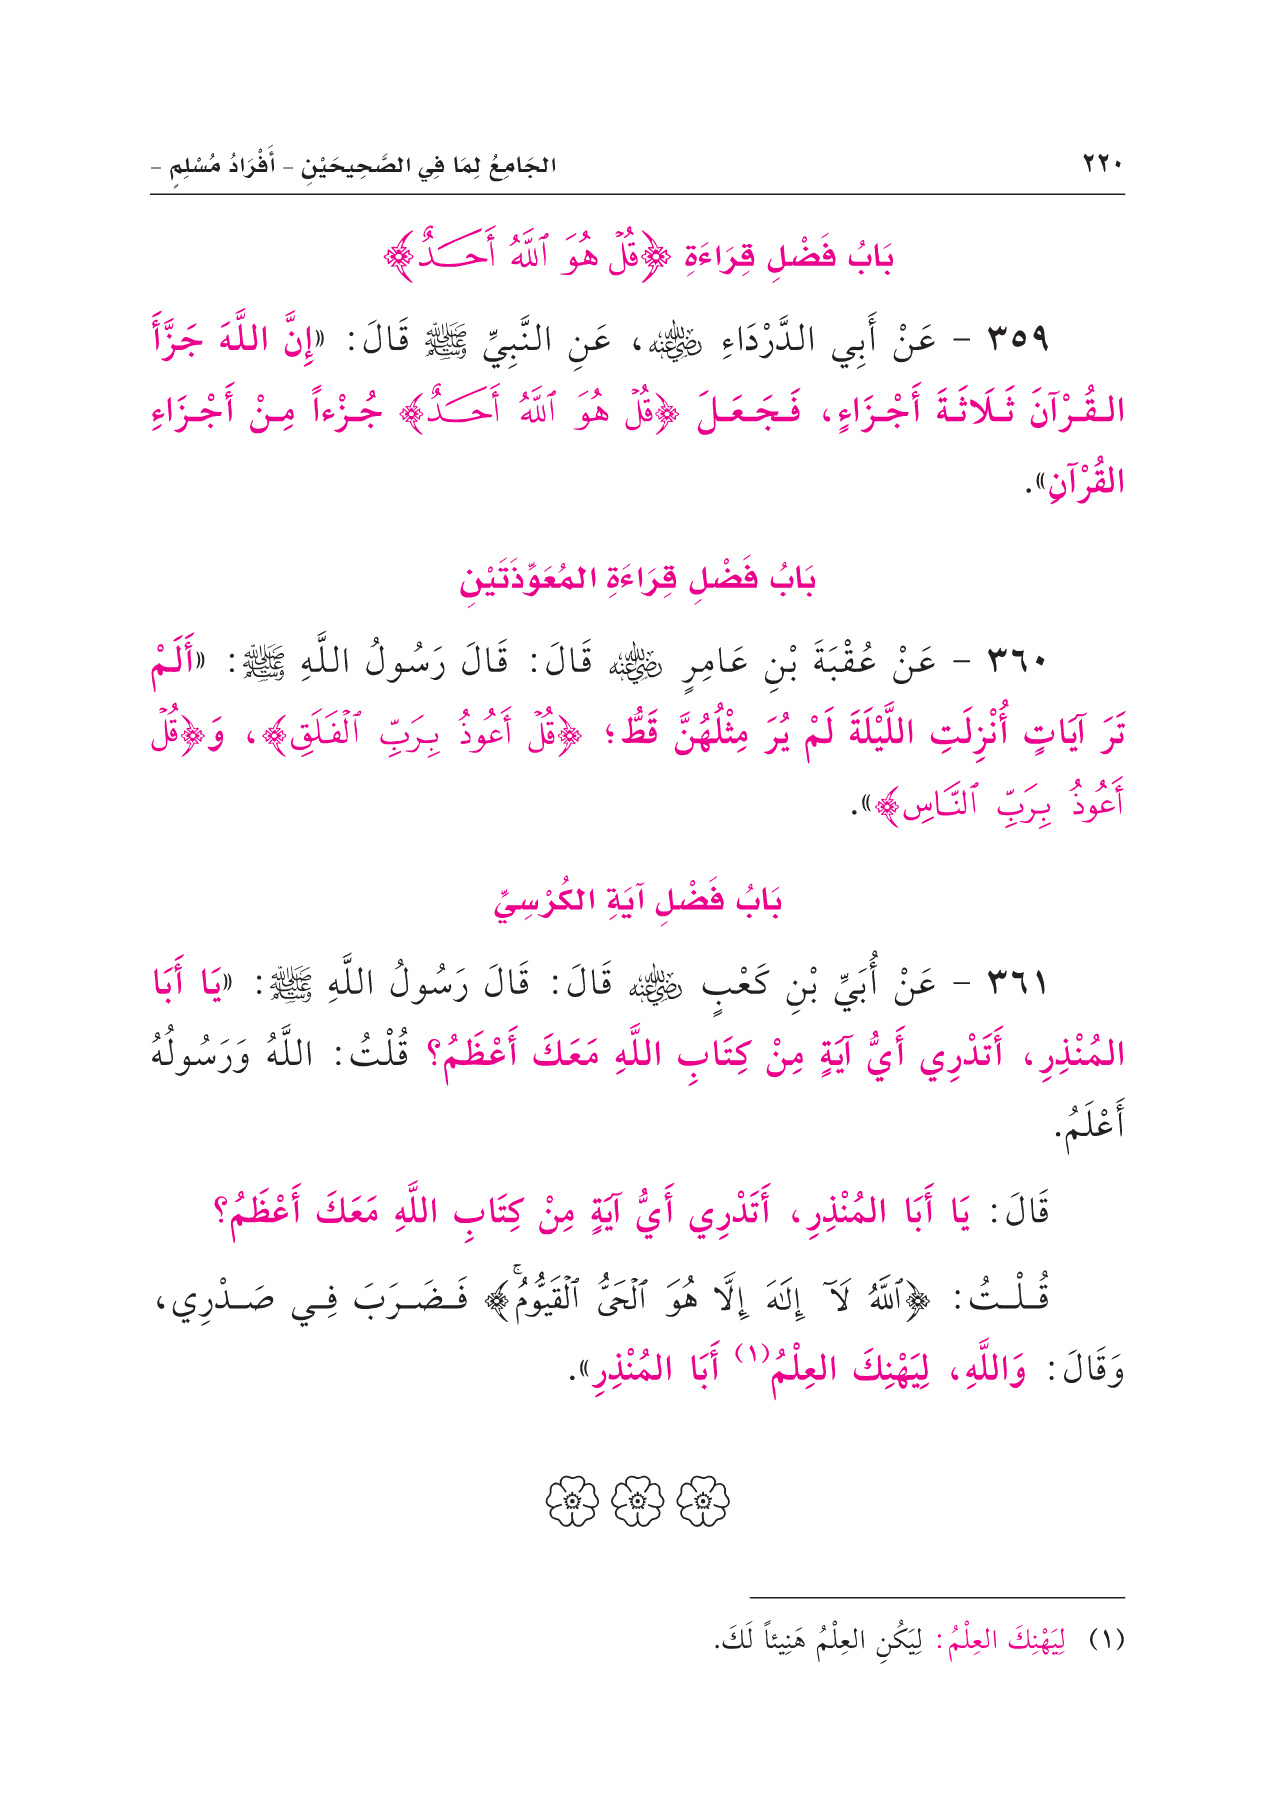 ٢٢٠
الجَامِعُ لِمَا فِي الصَّحِيحَيْنِ - أَفْرَادُ مُسْلِمٍ -
بَابُ فَضْلِ قِرَاءَةِ ﴿قُلْ هُوَ ٱللَّهُ أَحَدٌ﴾
٣٥٩ - عَنْ أَبِي الدَّرْدَاءِ رضي الله عنه، عَنِ النَّبِيِّ ﷺ قَالَ: «إِنَّ اللَّهَ جَزَّأَ
القُرْآنَ ثَلَاثَةَ أَجْزَاءٍ، فَجَعَلَ ﴿قُلْ هُوَ ٱللَّهُ أَحَدٌ﴾ جُزْءاً مِنْ أَجْزَاءِ
القُرْآنِ».
بَابُ فَضْلِ قِرَاءَةِ المُعَوِّذَتَيْنِ
٣٦٠ - عَنْ عُقْبَةَ بْنِ عَامِرٍ رضي الله عنه قَالَ: قَالَ رَسُولُ اللَّهِ ﷺ: «أَلَمْ
تَرَ آيَاتٍ أُنْزِلَتِ اللَّيْلَةَ لَمْ يُرَ مِثْلُهُنَّ قَطُّ؛ ﴿قُلْ أَعُوذُ بِرَبِّ ٱلْفَلَقِ﴾، وَ﴿قُلْ
أَعُوذُ بِرَبِّ ٱلنَّاسِ﴾».
بَابُ فَضْلِ آيَةِ الكُرْسِيِّ
٣٦١ - عَنْ أُبَيِّ بْنِ كَعْبٍ رضي الله عنه قَالَ: قَالَ رَسُولُ اللَّهِ ﷺ: «يَا أَبَا
المُنْذِرِ، أَتَدْرِي أَيُّ آيَةٍ مِنْ كِتَابِ اللَّهِ مَعَكَ أَعْظَمُ؟ قُلْتُ: اللَّهُ وَرَسُولُهُ
أَعْلَمُ.
قَالَ: يَا أَبَا المُنْذِرِ، أَتَدْرِي أَيُّ آيَةٍ مِنْ كِتَابِ اللَّهِ مَعَكَ أَعْظَمُ؟
قُلْتُ: ﴿ٱللَّهُ لَآ إِلَٰهَ إِلَّا هُوَ ٱلْحَىُّ ٱلْقَيُّومُۚ﴾ فَضَرَبَ فِي صَدْرِي،
وَقَالَ: وَاللَّهِ، لِيَهْنِكَ العِلْمُ(١) أَبَا المُنْذِرِ».
(١) لِيَهْنِكَ العِلْمُ: لِيَكُنِ العِلْمُ هَنِيئاً لَكَ.